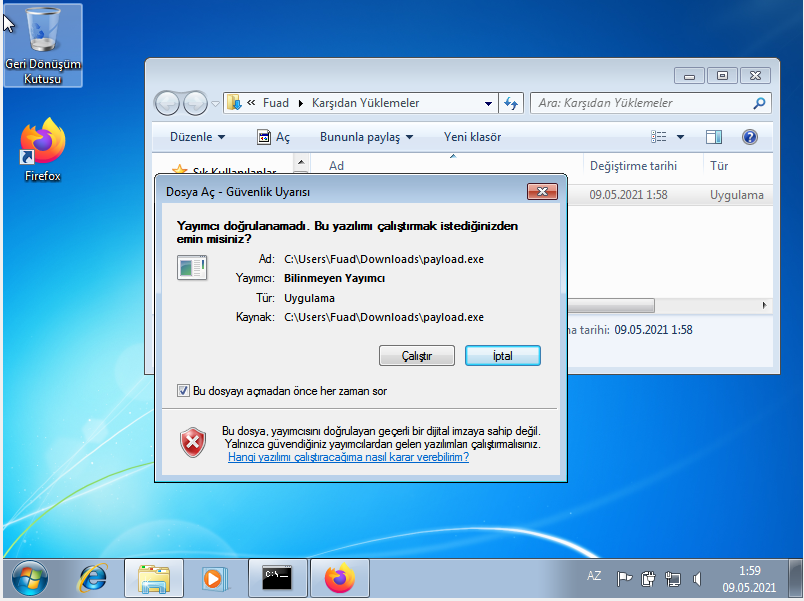 Geri Dönüşüm
Kutusu
Firefox
« Fuad Karşıdan Yüklemeler
Ara: Karşıdan Yüklemeler
Düzenle Aç Bununla paylaş Yeni klasör
Sık Kullanılanlar Ad Değiştirme tarihi Tür
09.05.2021 1:58 Uygulama
Dosya Aç - Güvenlik Uyarısı
Yayımcı doğrulanamadı. Bu yazılımı çalıştırmak istediğinizden
emin misiniz?
Ad: C:\Users\Fuad\Downloads\payload.exe
Yayımcı: Bilinmeyen Yayımcı
Tür: Uygulama
Kaynak: C:\Users\Fuad\Downloads\payload.exe
tarihi: 09.05.2021 1:58
Çalıştır İptal
Bu dosyayı açmadan önce her zaman sor
Bu dosya, yayımcısını doğrulayan geçerli bir dijital imzaya sahip değil.
Yalnızca güvendiğiniz yayımcılardan gelen yazılımları çalıştırmalısınız.
Hangi yazılımı çalıştıracağıma nasıl karar verebilirim?
C:\_
AZ
1:59
09.05.2021